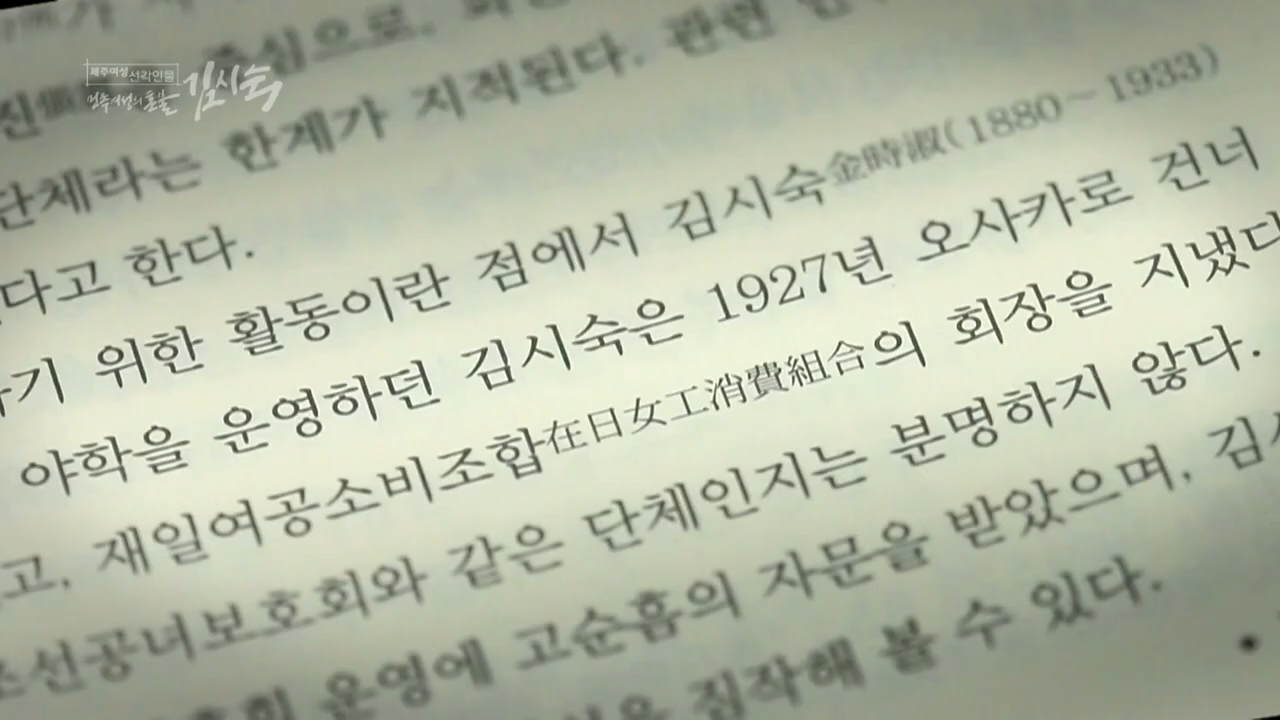 제주여성 선각인물
김시숙
심으로,
단체라는 한계가 지적된다. 관련
다고 한다.
기 위한 활동이란 점에서 김시숙金時淑(1880~1933)
야학을 운영하던 김시숙은 1927년 오사카로 건너
고, 재일여공소비조합在日女工消費組合의 회장을 지냈다
조선공녀보호회와 같은 단체인지는 분명하지 않다.
운영에 고순흠의 자문을 받았으며, 김시
짐작해 볼 수 있다.